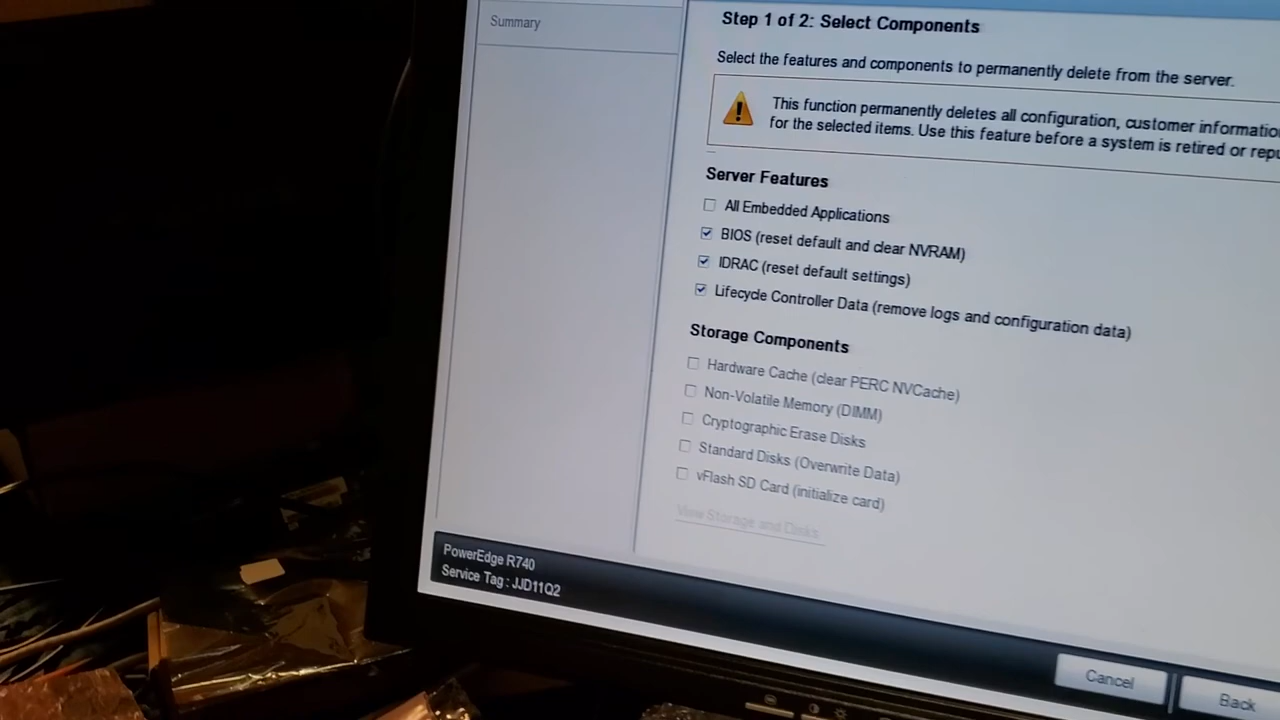 Summary
Step 1 of 2: Select Components
Select the features and components to permanently delete from the server.
This function permanently deletes all configuration, customer
for the selected items. Use this feature before a system is retired or
Server Features
All Embedded Applications
BIOS (reset default and clear NVRAM)
IDRAC (reset default settings)
Lifecycle Controller Data (remove logs and configuration data)
Storage Components
Hardware Cache (clear PERC NVCache)
Non-Volatile Memory (DIMM)
Cryptographic Erase Disks
Standard Disks (Overwrite Data)
vFlash SD Card (initialize card)
View Storage and Disks
PowerEdge R740
Service Tag : JJD11Q2
Cancel
Back